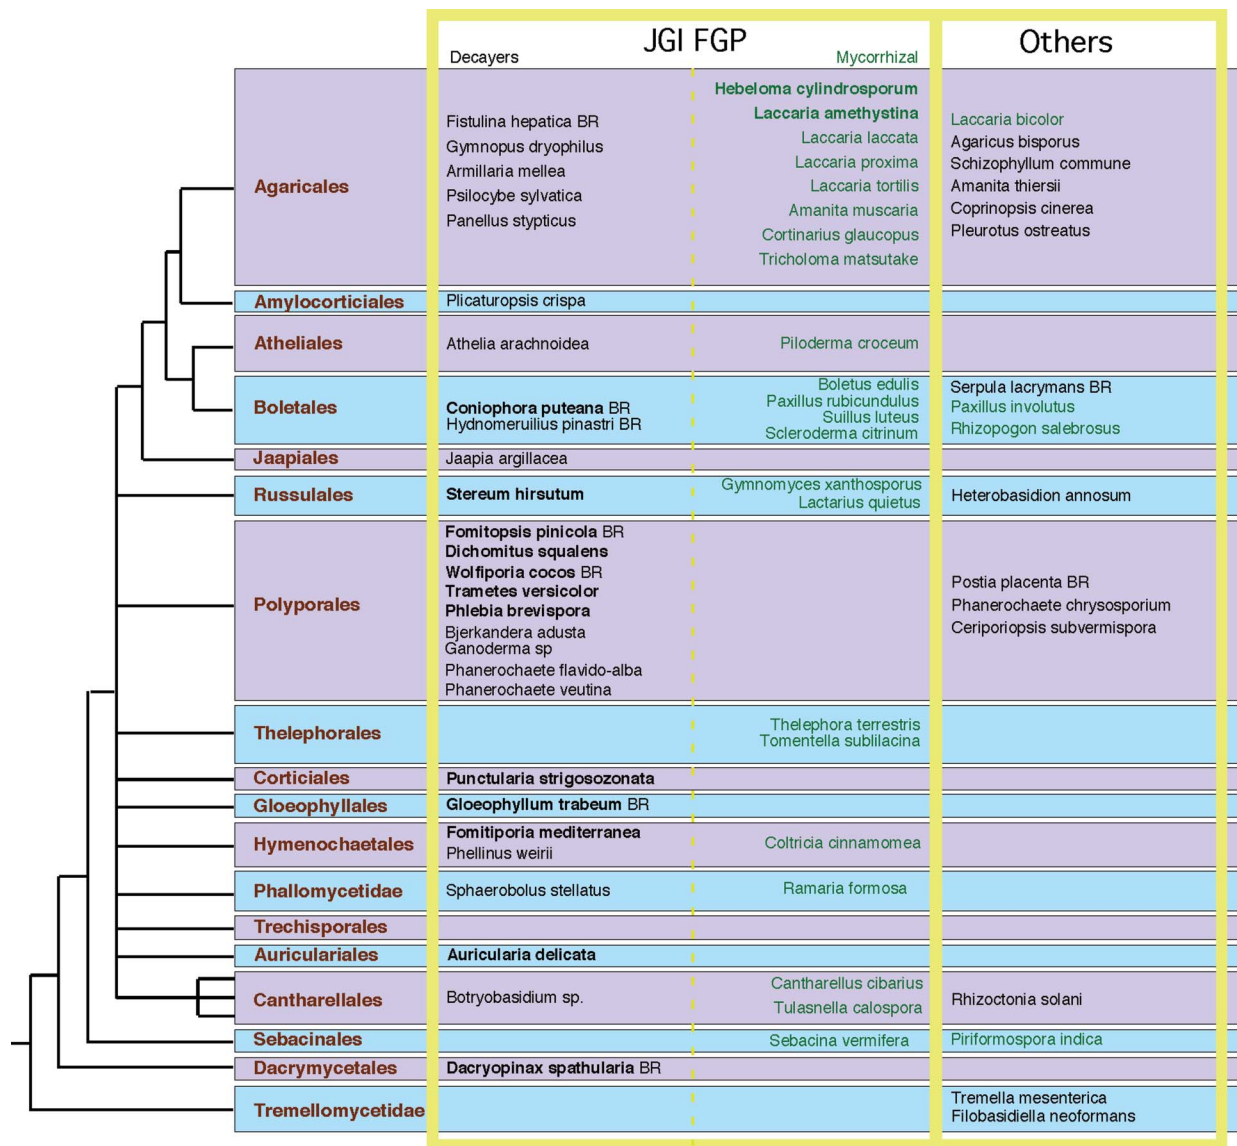 JGI FGP
Others
Decayers
Mycorrhizal
Agaricales
Fistulina hepatica BR
Gymnopus dryophilus
Armillaria mellea
Psilocybe sylvatica
Panellus stypticus
Hebeloma cylindrosporum
Laccaria amethystina
Laccaria laccata
Laccaria proxima
Laccaria tortilis
Amanita muscaria
Cortinarius glaucopus
Tricholoma matsutake
Laccaria bicolor
Agaricus bisporus
Schizophyllum commune
Amanita thiersii
Coprinopsis cinerea
Pleurotus ostreatus
Amylocorticiales
Plicaturopsis crispa
Atheliales
Athelia arachnoidea
Piloderma croceum
Boletales
Coniophora puteana BR
Hydnomeruilius pinastri BR
Boletus edulis
Paxillus rubicundulus
Suillus luteus
Scleroderma citrinum
Serpula lacrymans BR
Paxillus involutus
Rhizopogon salebrosus
Jaapiales
Jaapia argillacea
Russulales
Stereum hirsutum
Gymnomyces xanthosporus
Lactarius quietus
Heterobasidion annosum
Polyporales
Fomitopsis pinicola BR
Dichomitus squalens
Wolfiporia cocos BR
Trametes versicolor
Phlebia brevispora
Bjerkandera adusta
Ganoderma sp
Phanerochaete flavido-alba
Phanerochaete veutina
Postia placenta BR
Phanerochaete chrysosporium
Ceriporiopsis subvermispora
Thelephorales
Thelephora terrestris
Tomentella sublilacina
Corticiales
Punctularia strigosozonata
Gloeophyllales
Gloeophyllum trabeum BR
Hymenochaetales
Fomitiporia mediterranea
Phellinus weirii
Coltricia cinnamomea
Phallomycetidae
Sphaerobolus stellatus
Ramaria formosa
Trechisporales
Auriculariales
Auricularia delicata
Cantharellales
Botryobasidium sp.
Cantharellus cibarius
Tulasnella calospora
Rhizoctonia solani
Sebacinales
Sebacina vermifera
Piriformospora indica
Dacrymycetales
Dacryopinax spathularia BR
Tremellomycetidae
Tremella mesenterica
Filobasidiella neoformans